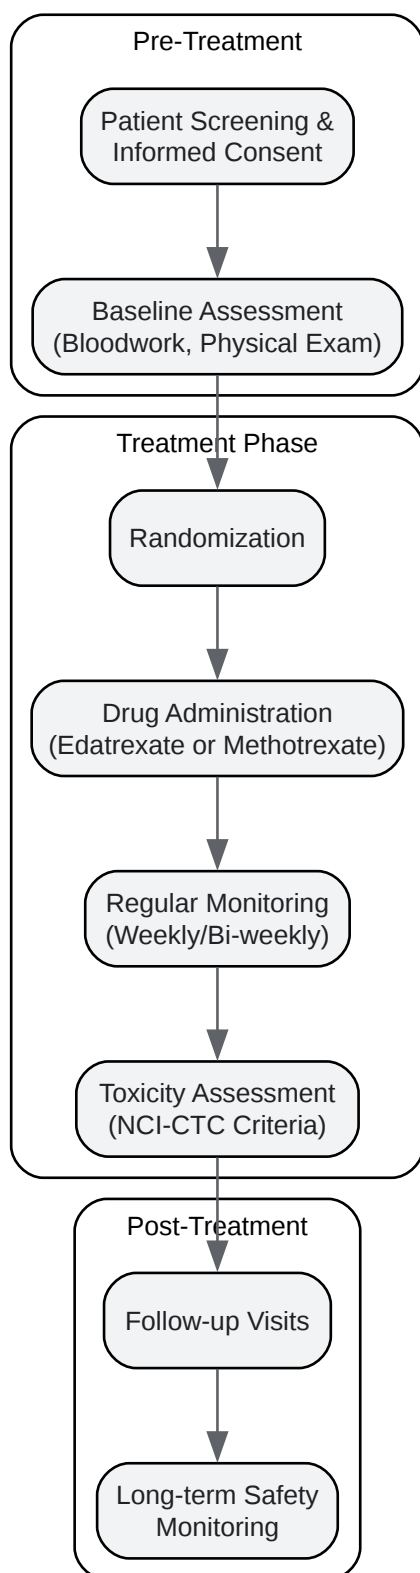 Pre-Treatment
Patient Screening &
Informed Consent
Baseline Assessment
(Bloodwork, Physical Exam)
Treatment Phase
Randomization
Drug Administration
(Edatrexate or Methotrexate)
Regular Monitoring
(Weekly/Bi-weekly)
Toxicity Assessment
(NCI-CTC Criteria)
Post-Treatment
Follow-up Visits
Long-term Safety
Monitoring